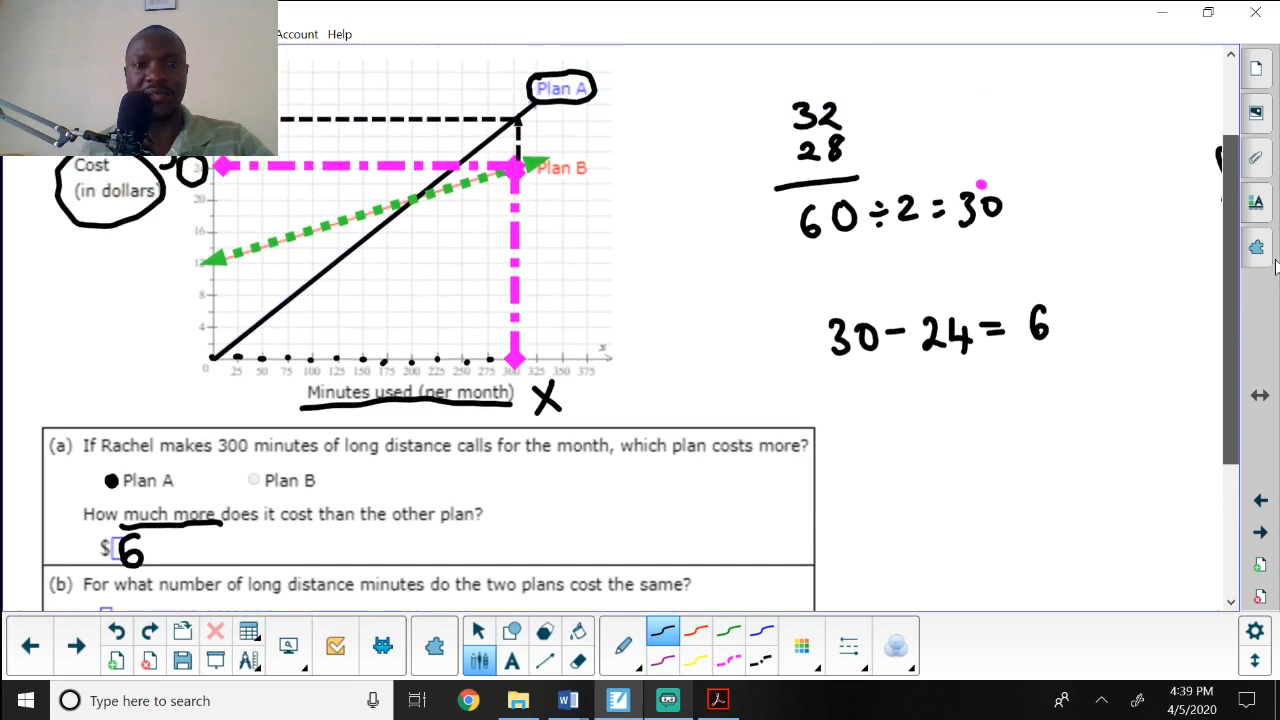 Account Help
Plan A
32
28
60 ÷ 2 = 30
30 - 24 = 6
Cost
(in dollars)
Plan B
20
16
12
8
4
0 25 50 75 100 125 150 175 200 225 250 275 300 325 350 375
x
Minutes used (per month) X
(a) If Rachel makes 300 minutes of long distance calls for the month, which plan costs more?
Plan A Plan B
How much more does it cost than the other plan?
$ 6
(b) For what number of long distance minutes do the two plans cost the same?
Type here to search
4:39 PM
4/5/2020